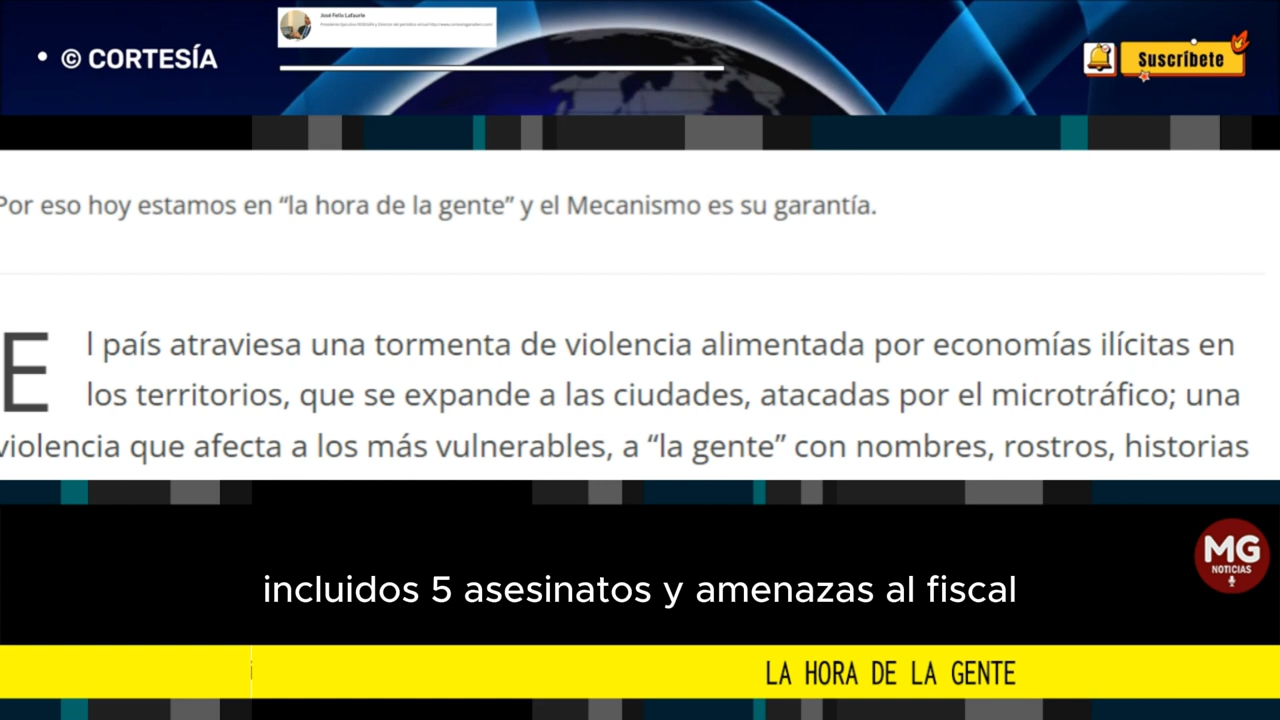 • © CORTESÍA
José Felix Lafaurie
Suscríbete
Por eso hoy estamos en “la hora de la gente” y el Mecanismo es su garantía.
El país atraviesa una tormenta de violencia alimentada por economías ilícitas en
los territorios, que se expande a las ciudades, atacadas por el microtráfico; una
violencia que afecta a los más vulnerables, a “la gente” con nombres, rostros, historias
MG
NOTICIAS
incluidos 5 asesinatos y amenazas al fiscal
LA HORA DE LA GENTE